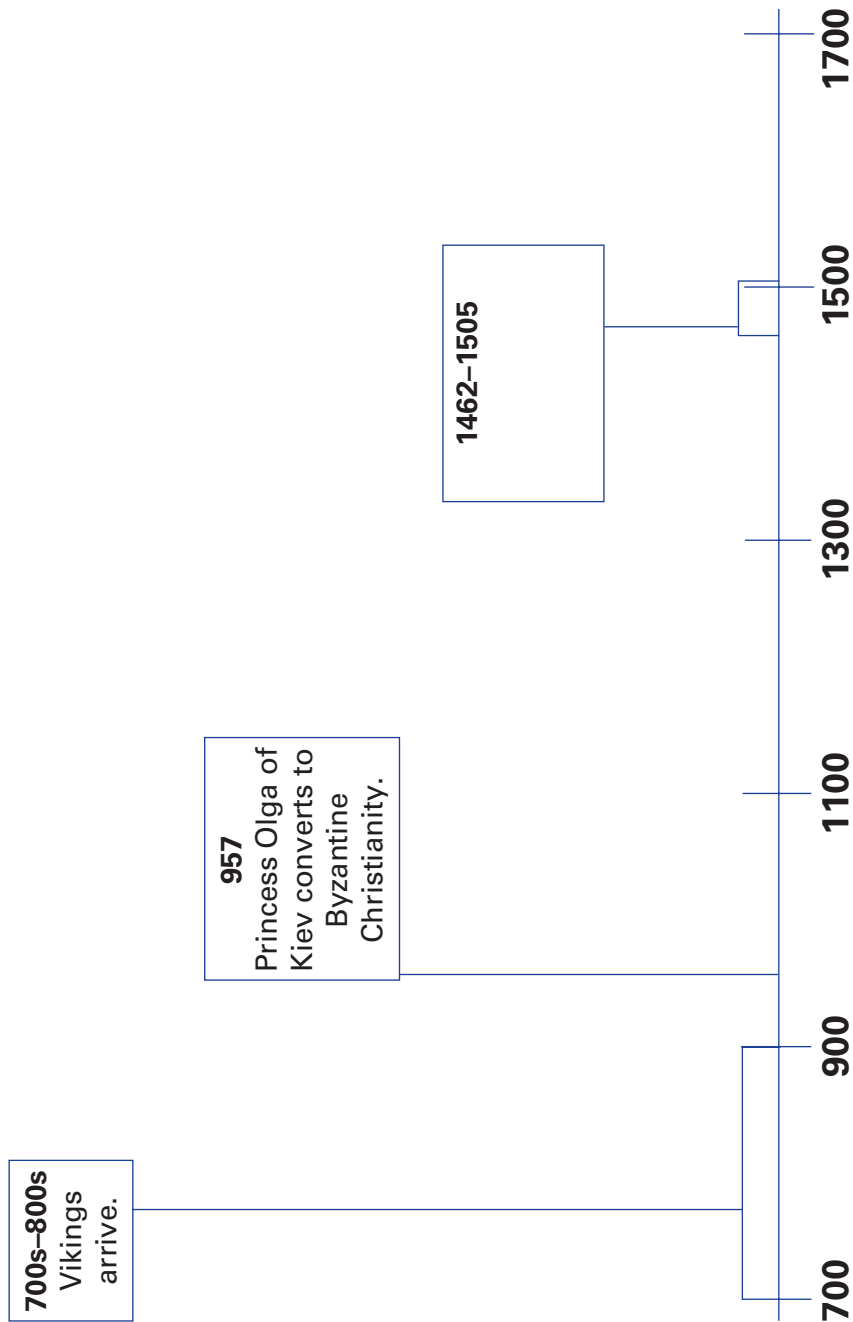 700s–800s
Vikings
arrive.
957
Princess Olga of
Kiev converts to
Byzantine
Christianity.
1462–1505
700
900
1100
1300
1500
1700